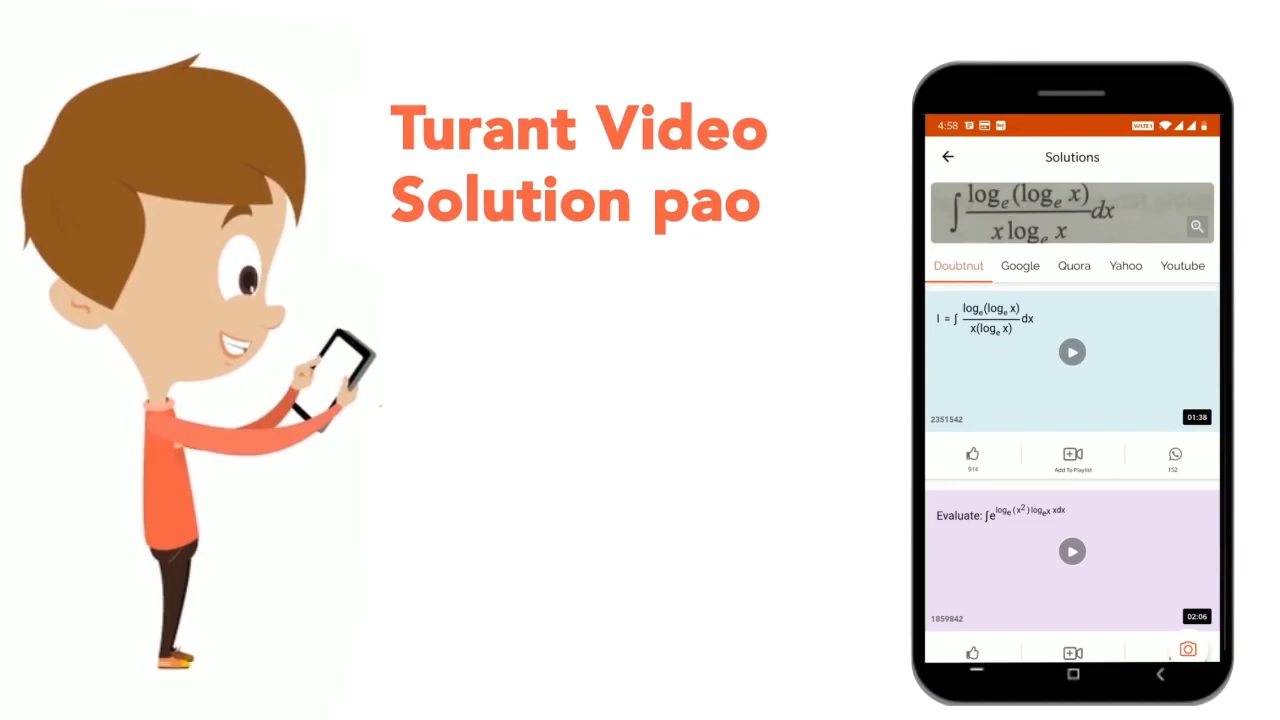 Turant Video
Solution pao
4:58
VoLTE1
Solutions
∫ logₑ(logₑ x) / x logₑ x dx
Doubtnut Google Quora Yahoo Youtube
I = ∫ logₑ(logₑ x) / x(logₑ x) dx
2351542 01:38
914 Add To Playlist 152
Evaluate: ∫e^logₑ(x²)logₑx xdx
1859842 02:06